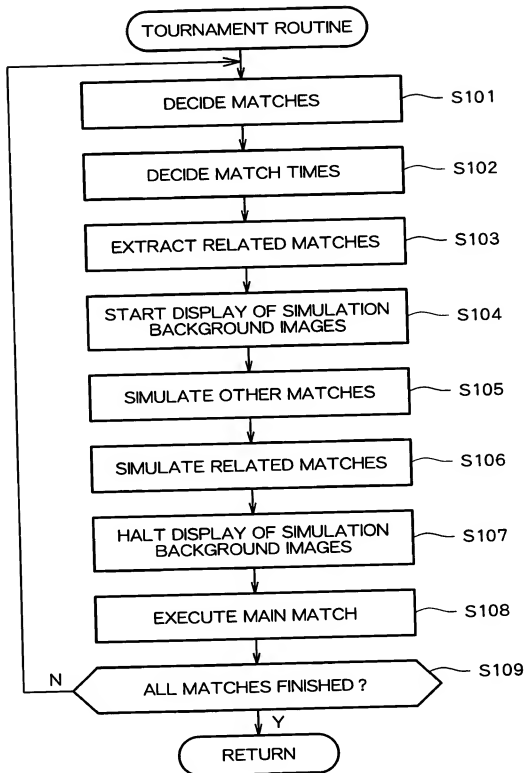 TOURNAMENT ROUTINE
DECIDE MATCHES
S101
DECIDE MATCH TIMES
S102
EXTRACT RELATED MATCHES
S103
START DISPLAY OF SIMULATION
BACKGROUND IMAGES
S104
SIMULATE OTHER MATCHES
S105
SIMULATE RELATED MATCHES
S106
HALT DISPLAY OF SIMULATION
BACKGROUND IMAGES
S107
EXECUTE MAIN MATCH
S108
N
ALL MATCHES FINISHED ?
S109
Y
RETURN